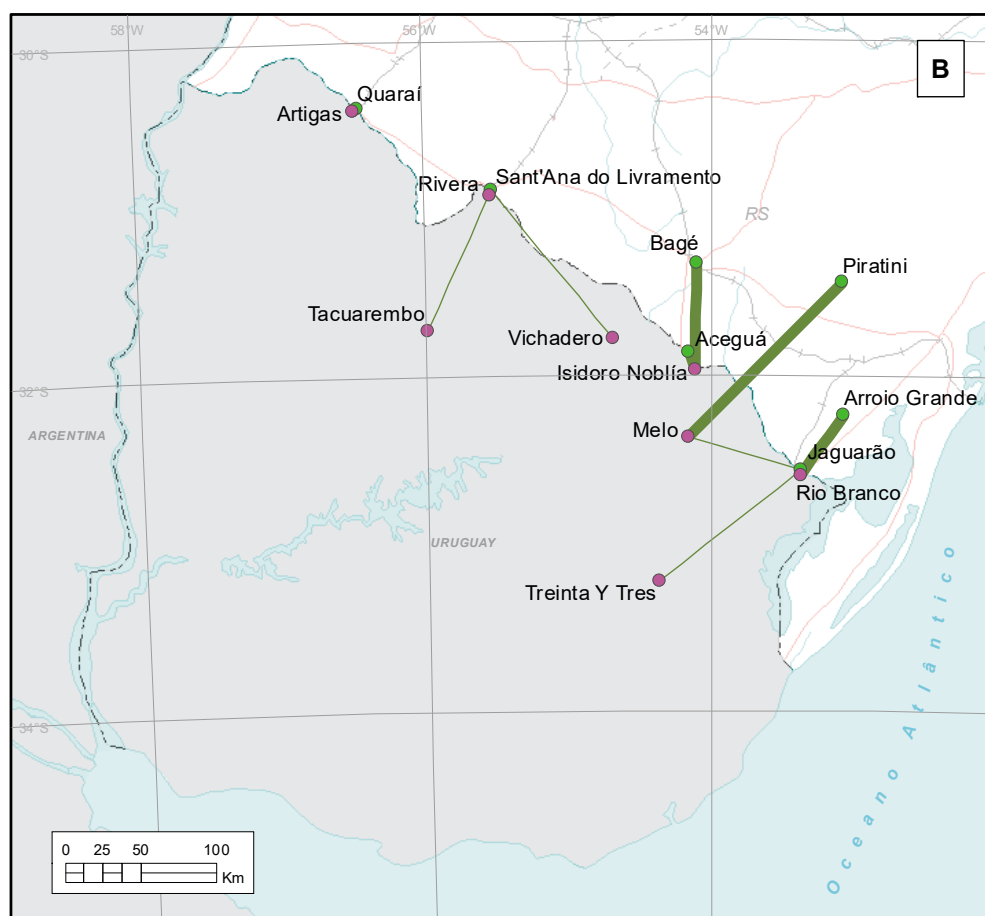 58°W
56°W
54°W
30°S
B
Quaraí
Artigas
Sant'Ana do Livramento
Rivera
RS
Bagé
Piratini
Tacuarembo
Vichadero
Aceguá
Isidoro Noblía
32°S
Arroio Grande
ARGENTINA
Melo
Jaguarão
Rio Branco
URUGUAY
Treinta Y Tres
Oceano Atlântico
34°S
0 25 50 100
Km